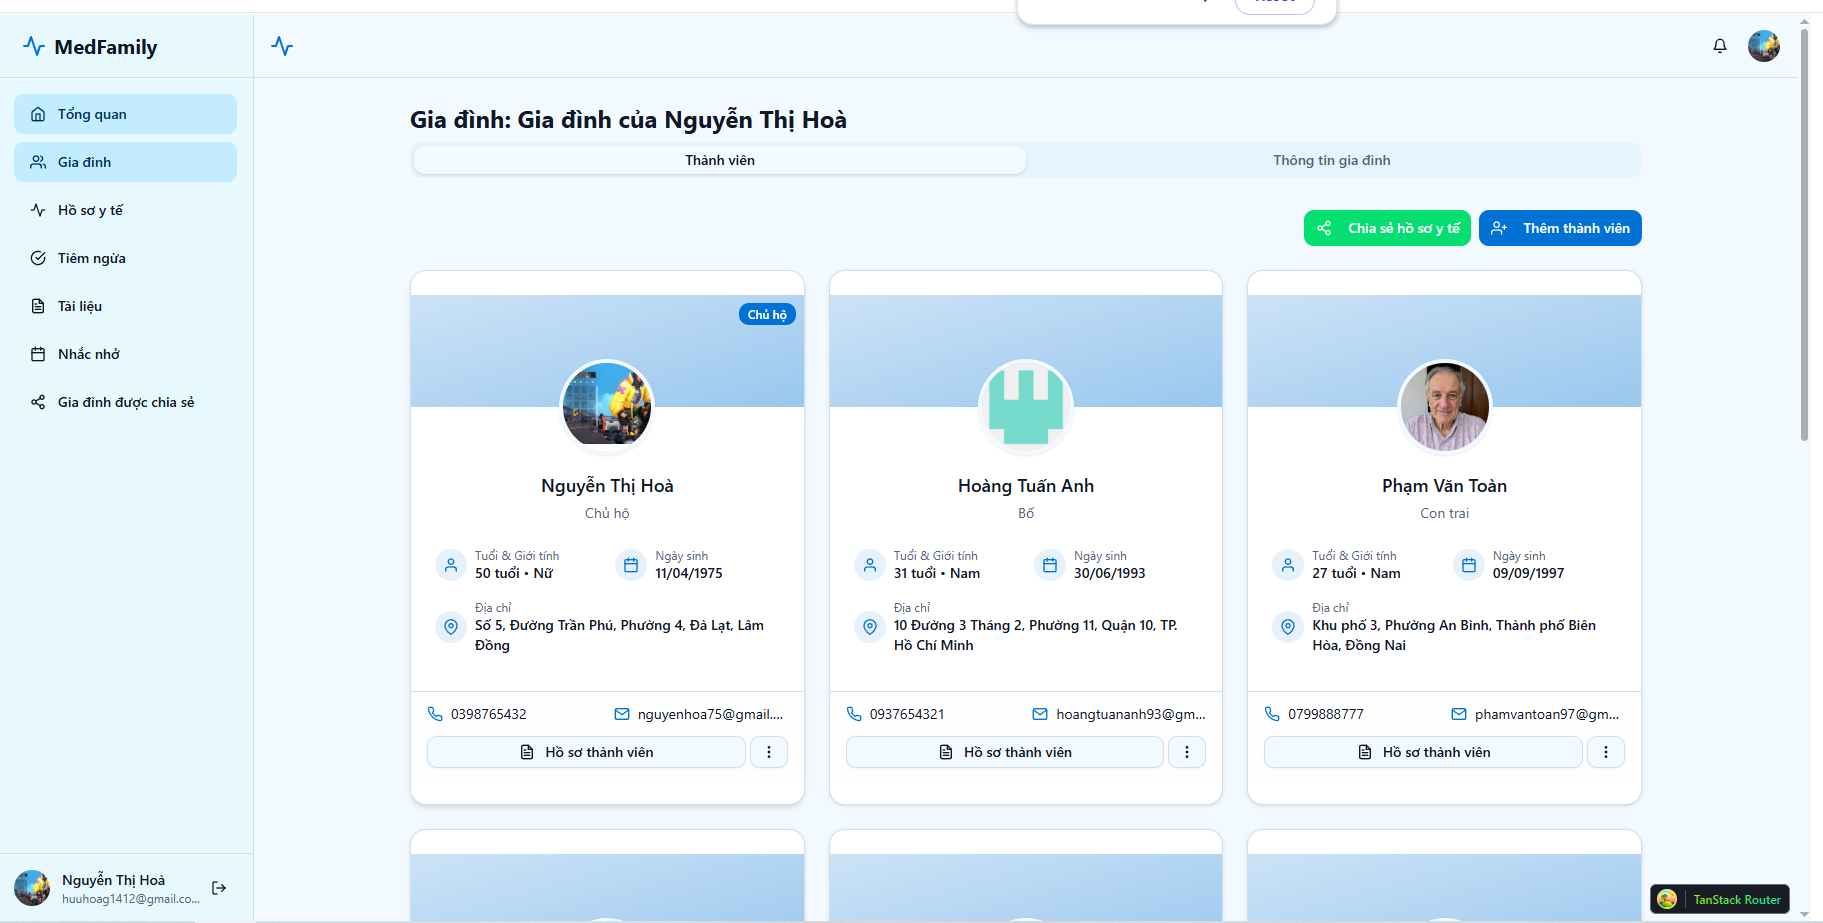 MedFamily
Tổng quan
Gia đình
Hồ sơ y tế
Tiêm ngừa
Tài liệu
Nhắc nhở
Gia đình được chia sẻ
Nguyễn Thị Hoà
huuhoag1412@gmail.co...
Gia đình: Gia đình của Nguyễn Thị Hoà
Thành viên
Thông tin gia đình
Chia sẻ hồ sơ y tế
Thêm thành viên
Chủ hộ
Nguyễn Thị Hoà
Chủ hộ
Tuổi & Giới tính
50 tuổi • Nữ
Ngày sinh
11/04/1975
Địa chỉ
Số 5, Đường Trần Phú, Phường 4, Đà Lạt, Lâm
Đồng
0398765432
nguyenhoa75@gmail....
Hồ sơ thành viên
Hoàng Tuấn Anh
Bố
Tuổi & Giới tính
31 tuổi • Nam
Ngày sinh
30/06/1993
Địa chỉ
10 Đường 3 Tháng 2, Phường 11, Quận 10, TP.
Hồ Chí Minh
0937654321
hoangtuananh93@gm...
Hồ sơ thành viên
Phạm Văn Toàn
Con trai
Tuổi & Giới tính
27 tuổi • Nam
Ngày sinh
09/09/1997
Địa chỉ
Khu phố 3, Phường An Bình, Thành phố Biên
Hòa, Đồng Nai
0799888777
phamvantoan97@gm...
Hồ sơ thành viên
TanStack Router